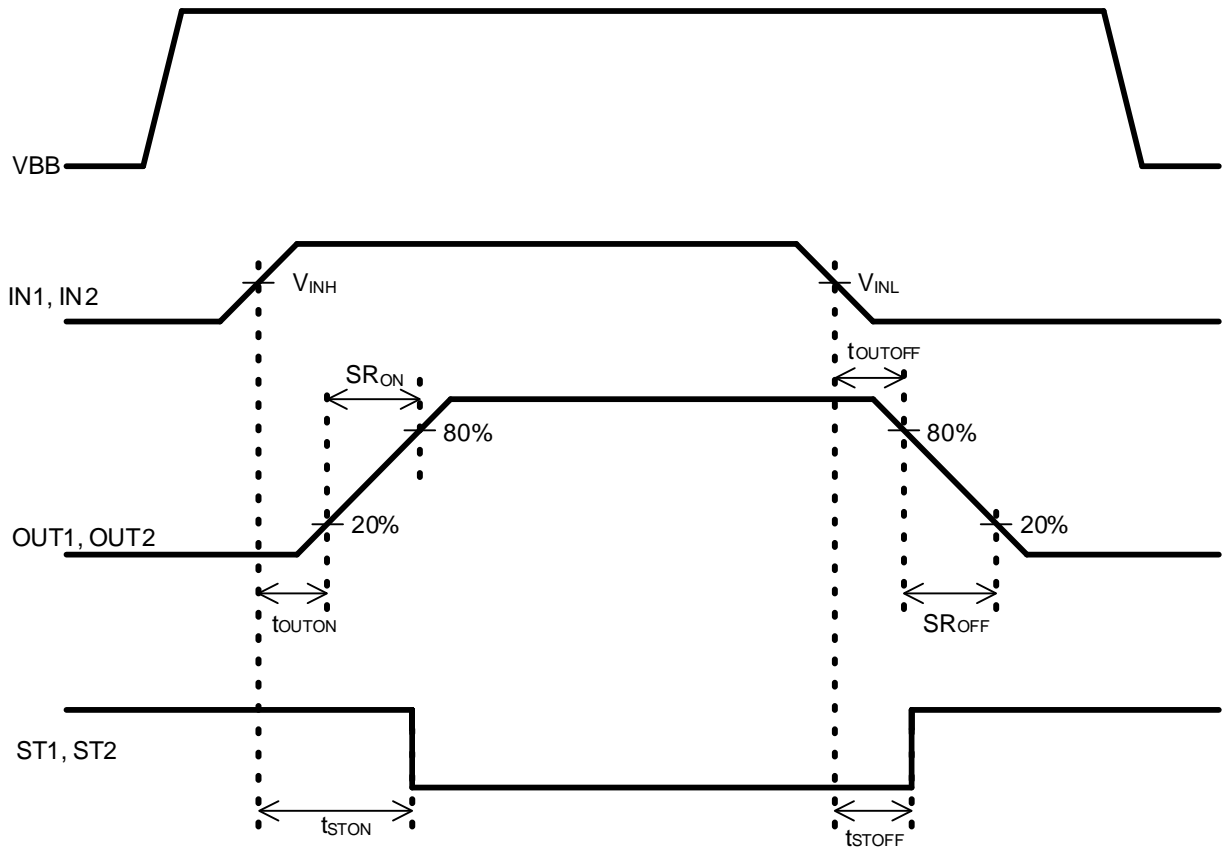 VBB
IN1, IN2
VINH
VINL
tOUTOFF
SRON
80%
80%
OUT1, OUT2
20%
20%
tOUTON
SROFF
ST1, ST2
tSTON
tSTOFF